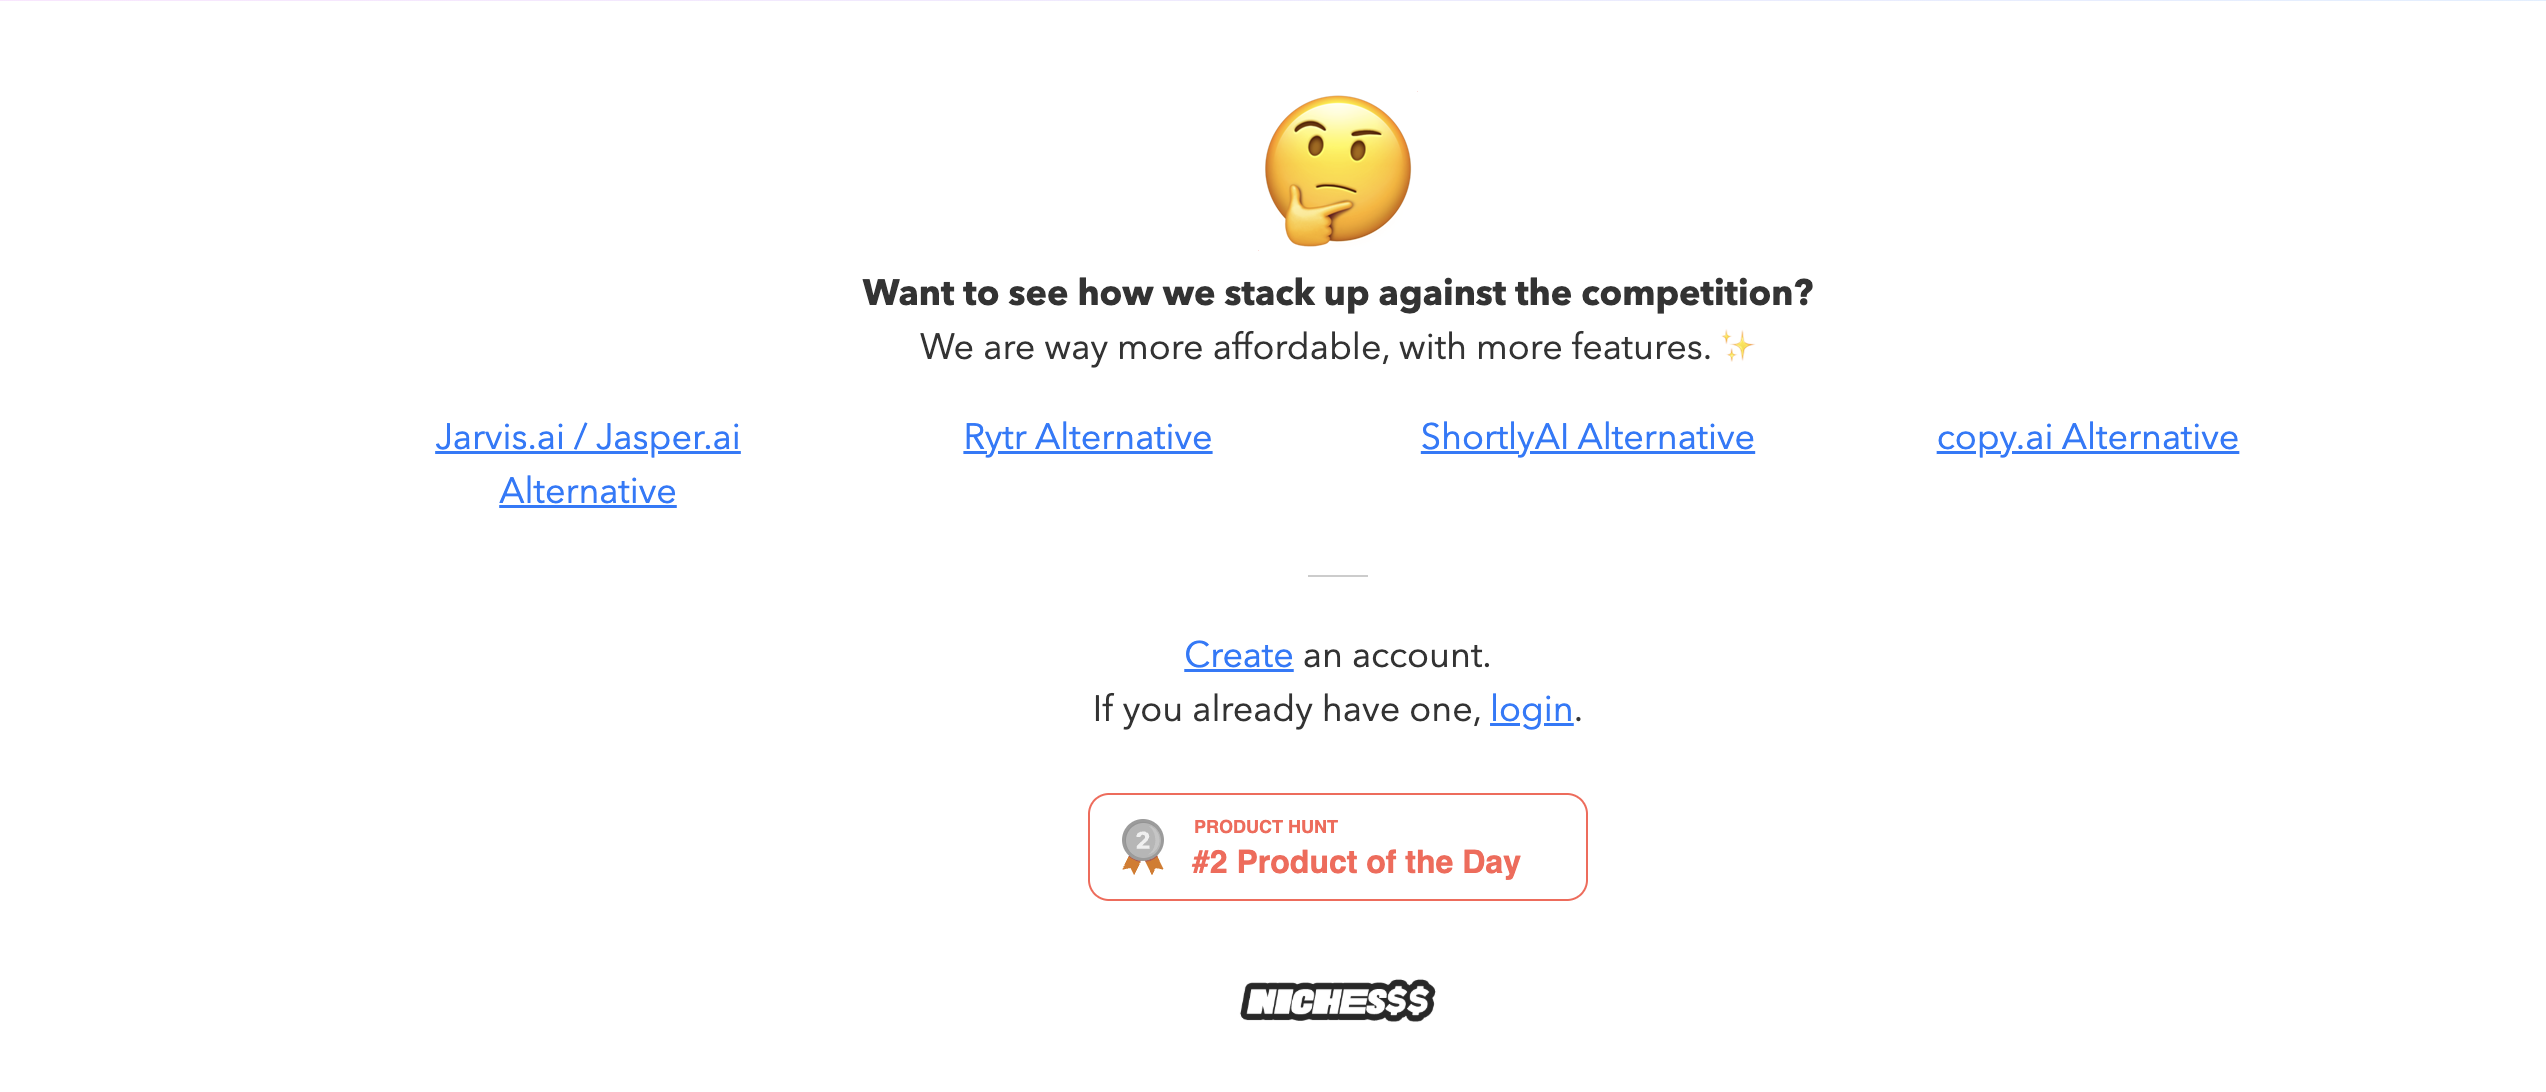 Want to see how we stack up against the competition?
We are way more affordable, with more features. ✨
Jarvis.ai / Jasper.ai
Alternative
Rytr Alternative
ShortlyAI Alternative
copy.ai Alternative
Create an account.
If you already have one, login.
2
PRODUCT HUNT
#2 Product of the Day
NICHES$$